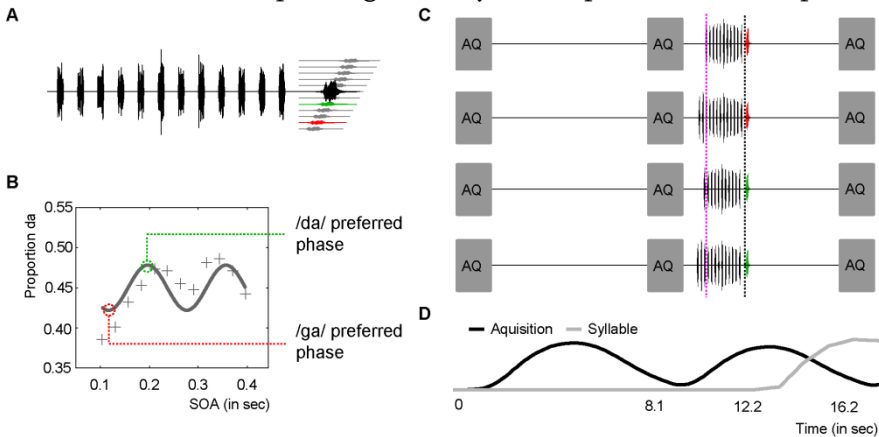 A
B
0.55
0.50
0.45
0.40
0.35
Proportion da
0.1
0.2
0.3
0.4
SOA (in sec)
/da/ preferred
phase
/ga/ preferred
phase
C
AQ AQ AQ
AQ AQ AQ
AQ AQ AQ
AQ AQ AQ
D
Aquisition Syllable
0 8.1 12.2 16.2
Time (in sec)